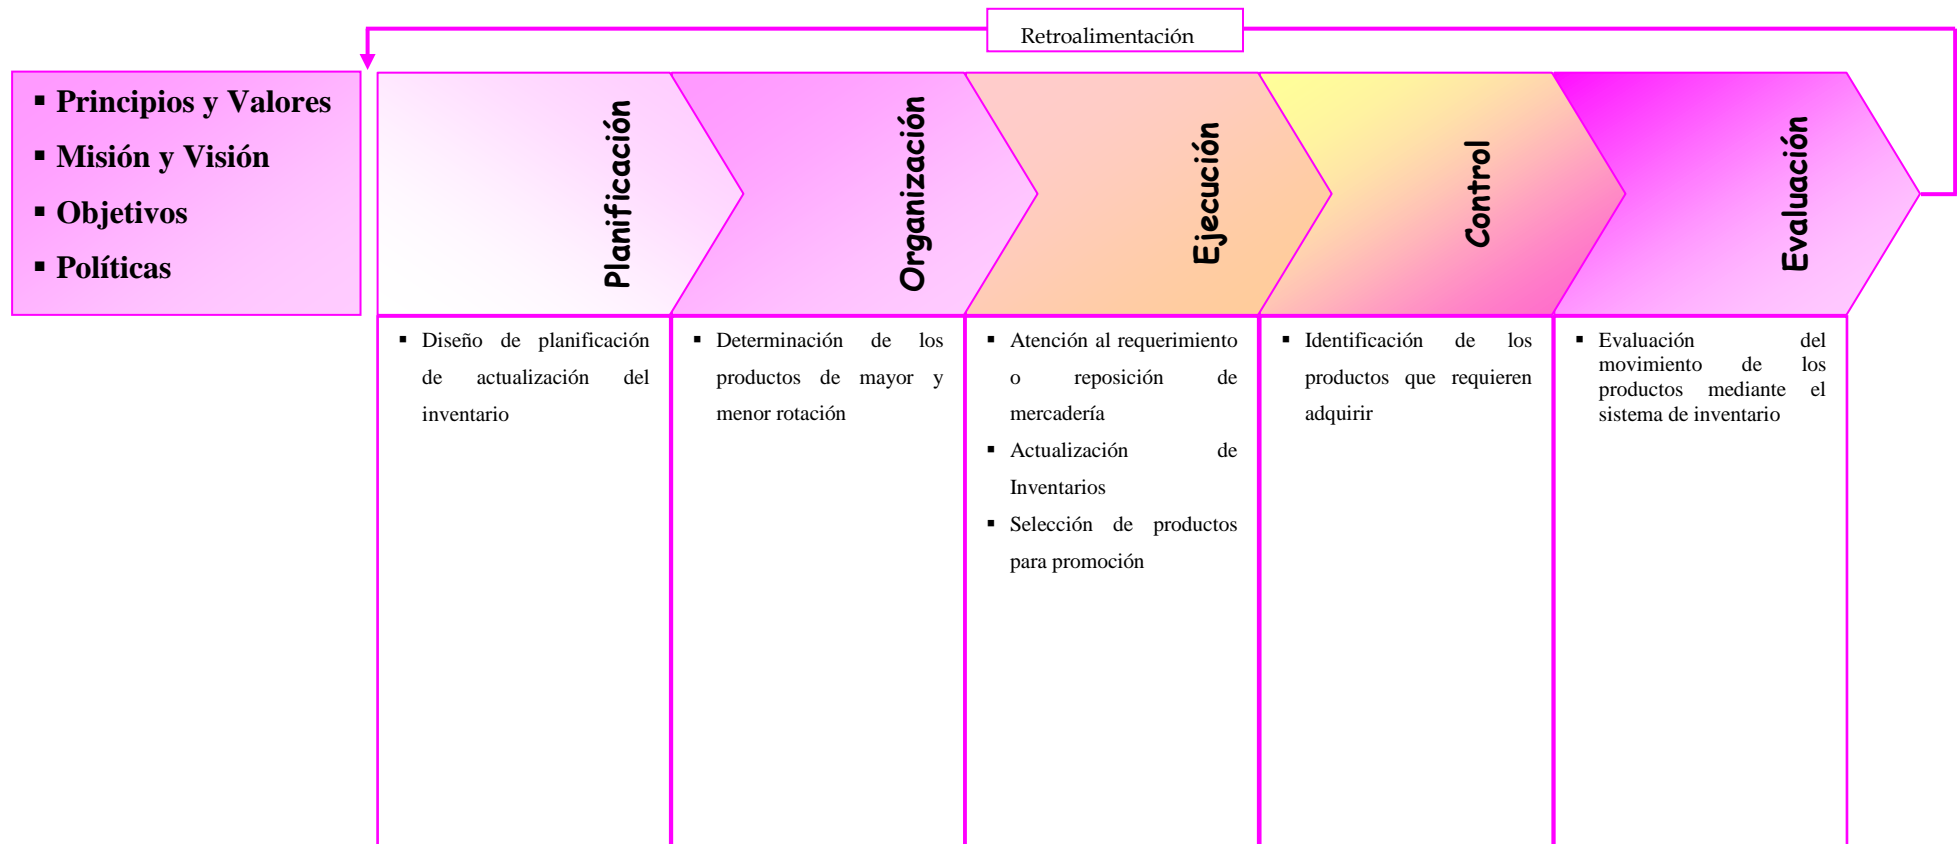 Retroalimentación
▪ Principios y Valores
▪ Misión y Visión
▪ Objetivos
▪ Políticas
Planificación
Organización
Ejecución
Control
Evaluación
▪ Diseño de planificación
de actualización del
inventario
▪ Determinación de los
productos de mayor y
menor rotación
▪ Atención al requerimiento
o reposición de
mercadería
▪ Actualización de
Inventarios
▪ Selección de productos
para promoción
▪ Identificación de los
productos que requieren
adquirir
▪ Evaluación del
movimiento de los
productos mediante el
sistema de inventario